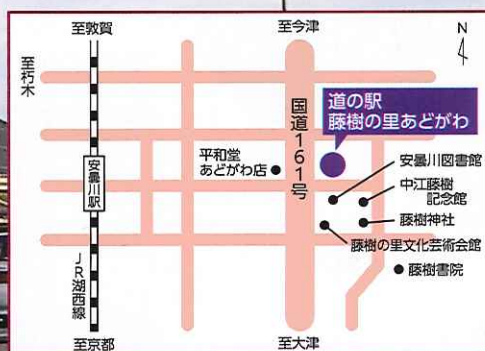 至敦賀
至今津
N
至朽木
国道161号
道の駅
藤樹の里あどがわ
平和堂
あどがわ店
安曇川図書館
中江藤樹
記念館
安曇川駅
藤樹神社
藤樹の里文化芸術会館
JR湖西線
藤樹書院
至京都
至大津